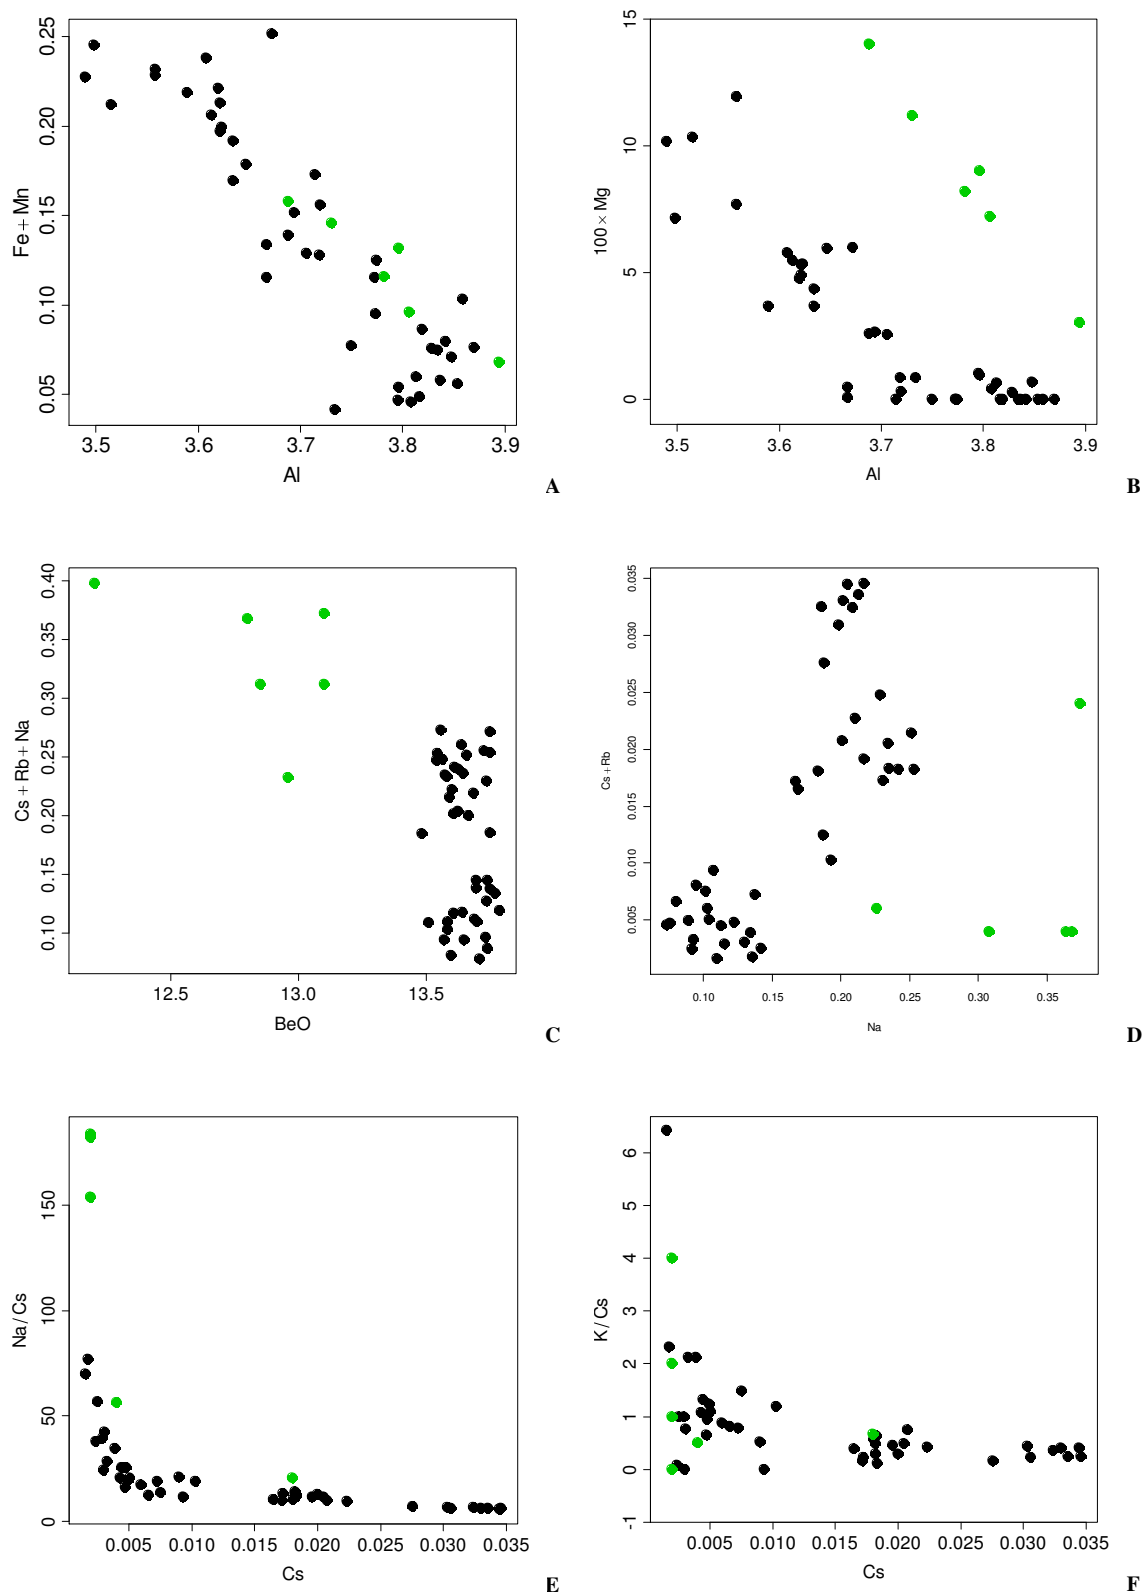 0.25
0.20
0.15
0.10
0.05
Fe + Mn
3.5 3.6 3.7 3.8 3.9
Al
A
15
10
5
0
100 × Mg
3.5 3.6 3.7 3.8 3.9
Al
B
0.40
0.35
0.30
0.25
0.20
0.15
0.10
Cs + Rb + Na
12.5 13.0 13.5
BeO
C
0.035
0.030
0.025
0.020
0.015
0.010
0.005
Cs + Rb
0.10 0.15 0.20 0.25 0.30 0.35
Na
D
150
100
50
0
Na / Cs
0.005 0.010 0.015 0.020 0.025 0.030 0.035
Cs
E
6
5
4
3
2
1
0
-1
K / Cs
0.005 0.010 0.015 0.020 0.025 0.030 0.035
Cs
F